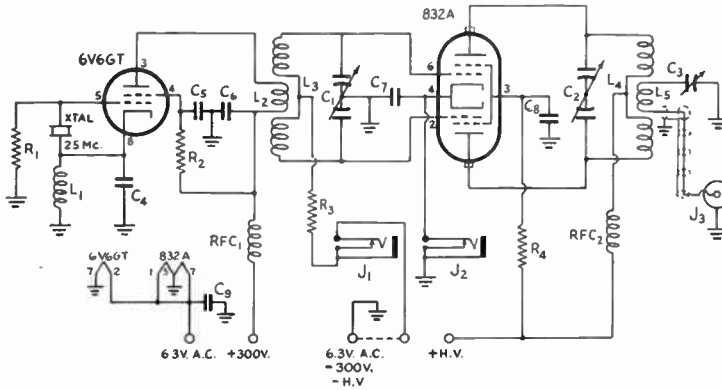 832A
6V6GT
3
5
4
8
XTAL
25 Mc.
R1
L1
C4
R2
C5
C6
L2
L3
C1
C7
6
4
2
3
C8
C2
L4
L5
C3
J3
RFC1
R3
J1
J2
R4
RFC2
6V6GT
7 2
832A
1 5 7
C9
6.3V. A.C.
+300V.
6.3V. A.C.
-300V.
-H.V
+H.V.